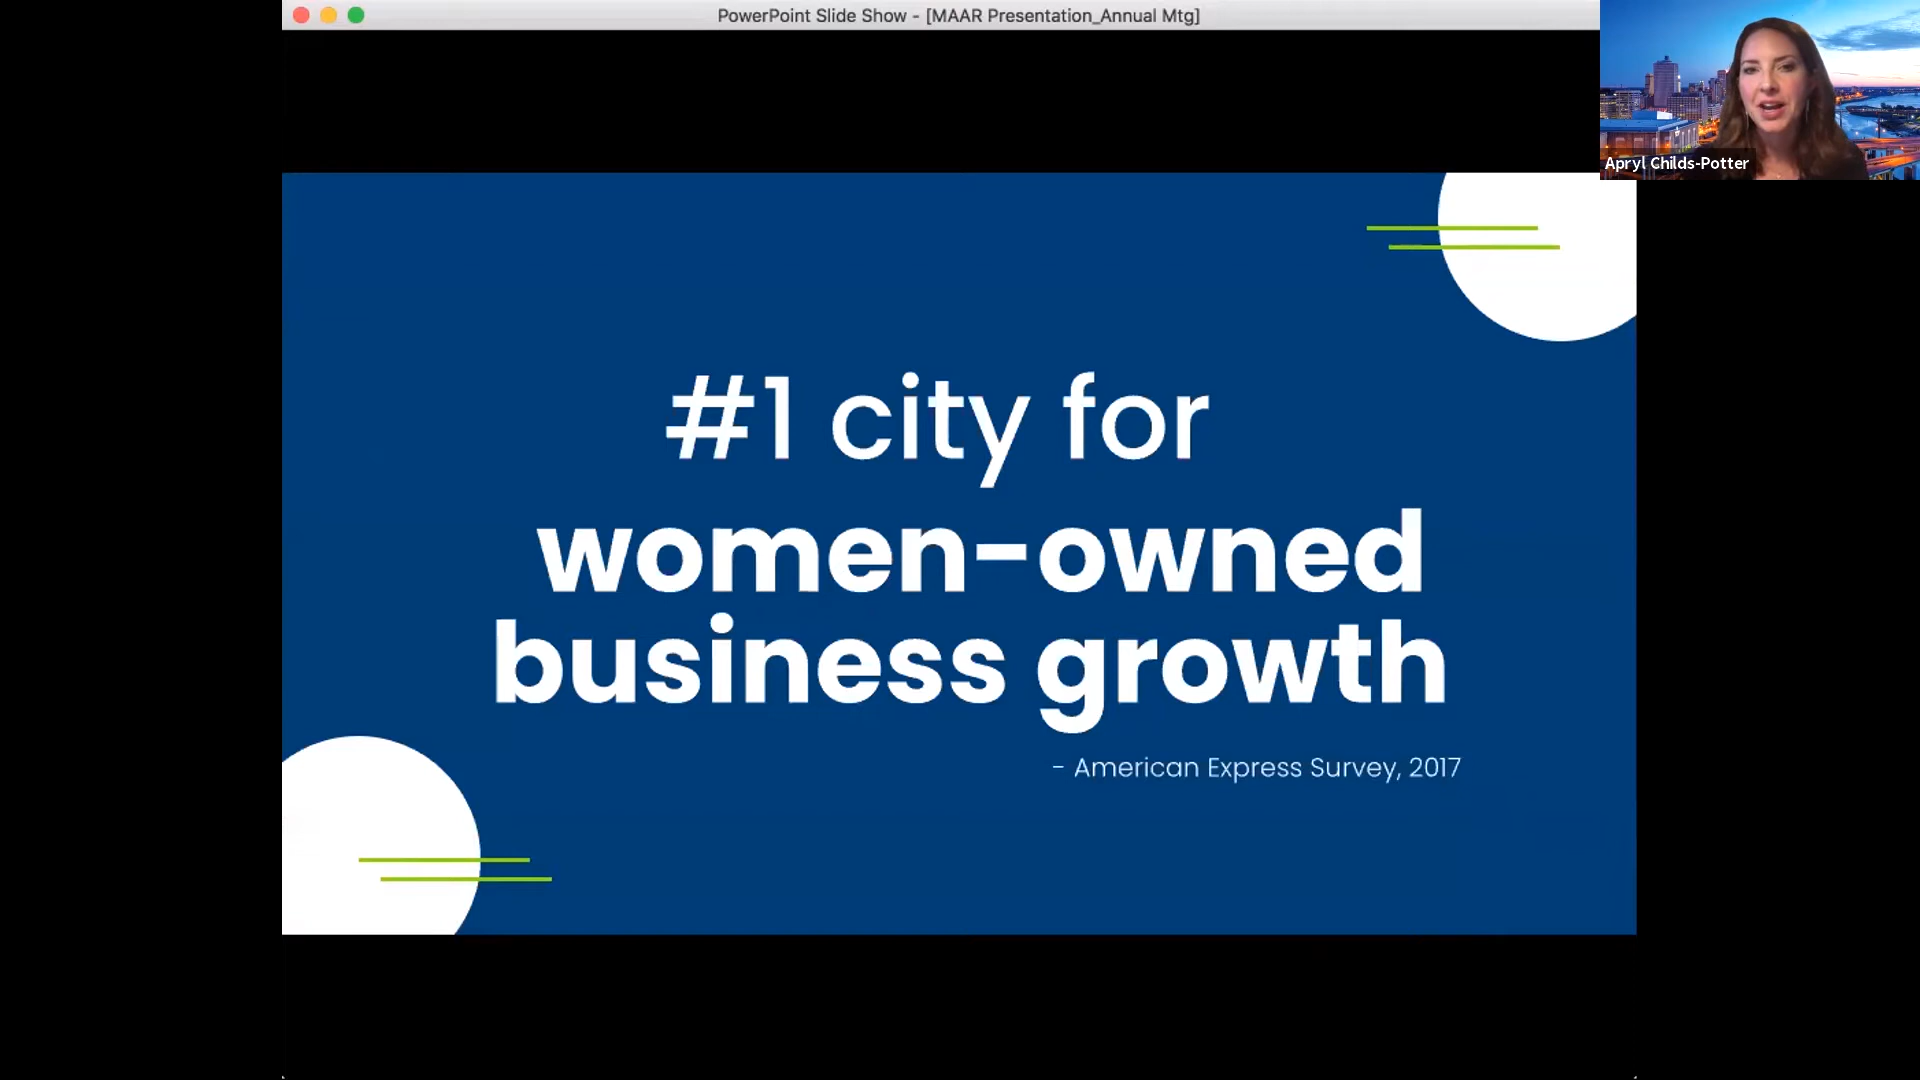 PowerPoint Slide Show - [MAAR Presentation_Annual Mtg]
Apryl Childs-Potter
#1 city for
women-owned
business growth
- American Express Survey, 2017